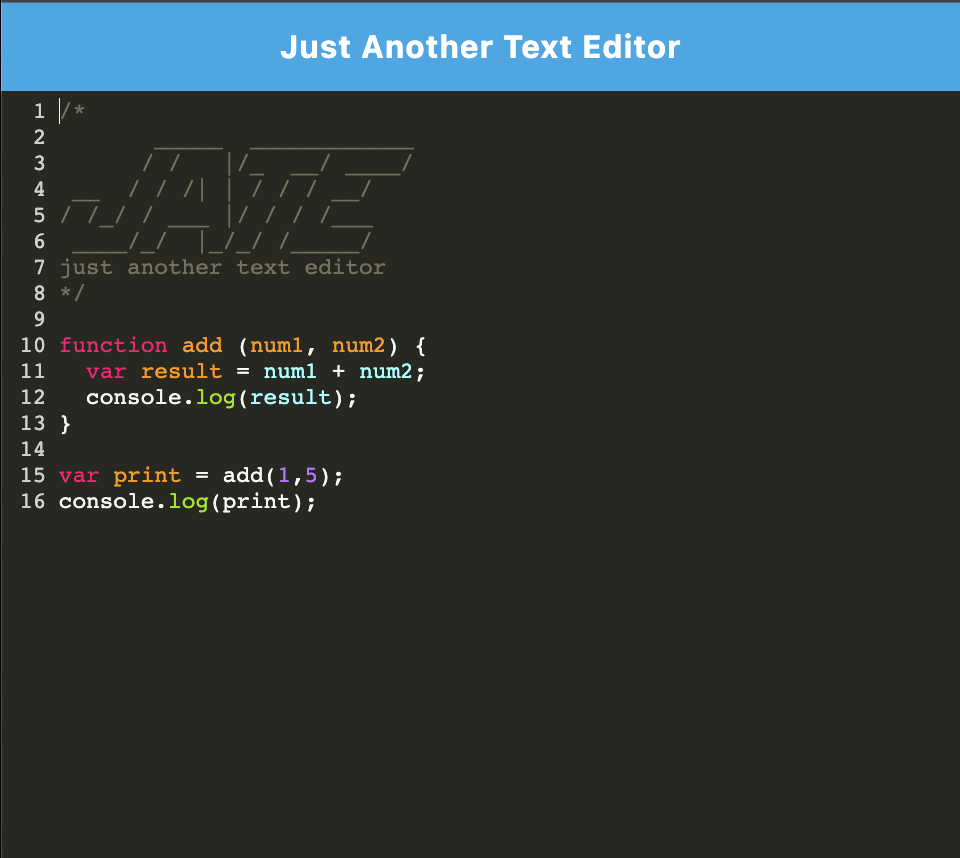 Just Another Text Editor
1 /*
2        _____  ____________
3       / /   |/_  __/ ____/
4  __  / / /| | / / / __/
5 / /_/ / ___ |/ / / /___
6  ____/_/  |_/_/ /_____/
7 just another text editor
8 */
9
10 function add (num1, num2) {
11   var result = num1 + num2;
12   console.log(result);
13 }
14
15 var print = add(1,5);
16 console.log(print);